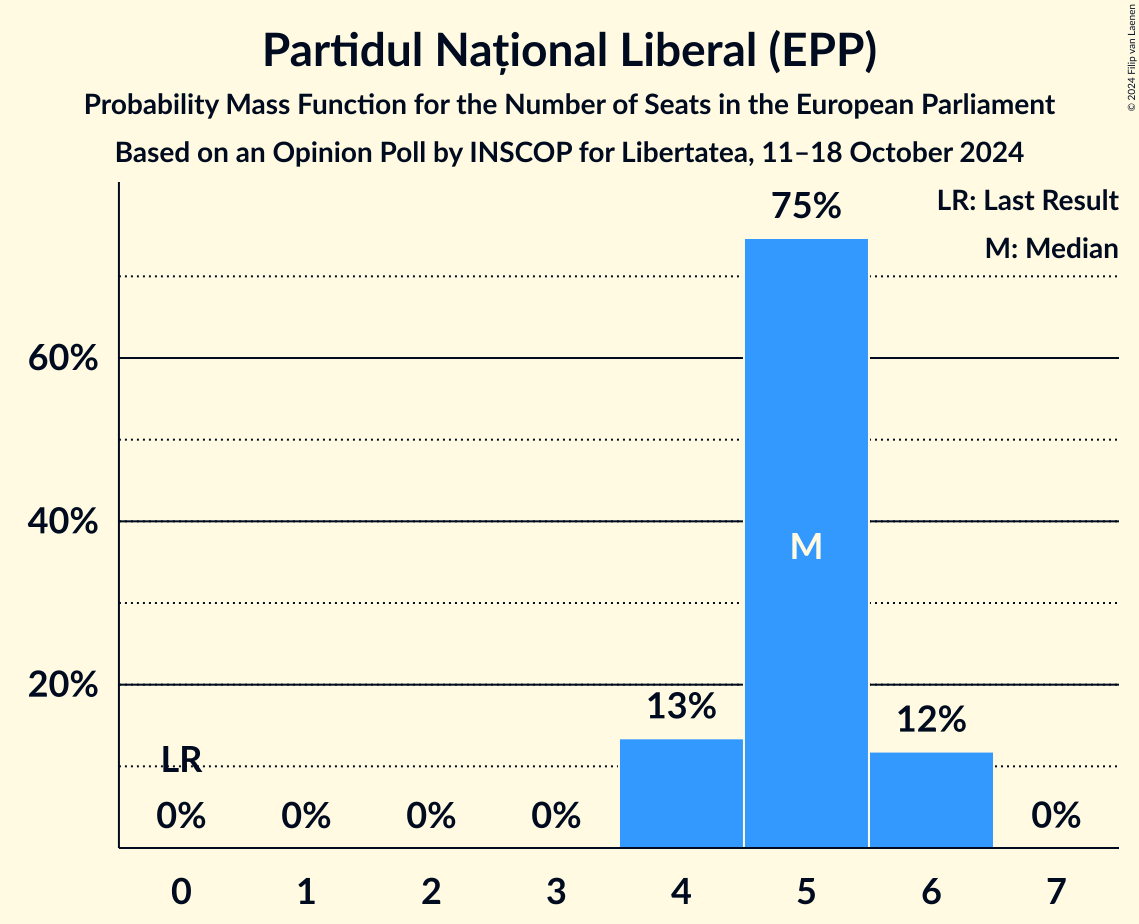 Partidul Național Liberal (EPP)
Probability Mass Function for the Number of Seats in the European Parliament
Based on an Opinion Poll by INSCOP for Libertatea, 11–18 October 2024
© 2024 Filip van Laenen
LR: Last Result
M: Median
75%
60%
40%
M
20%
13%
12%
LR
0%
0%
0%
0%
0%
0
1
2
3
4
5
6
7